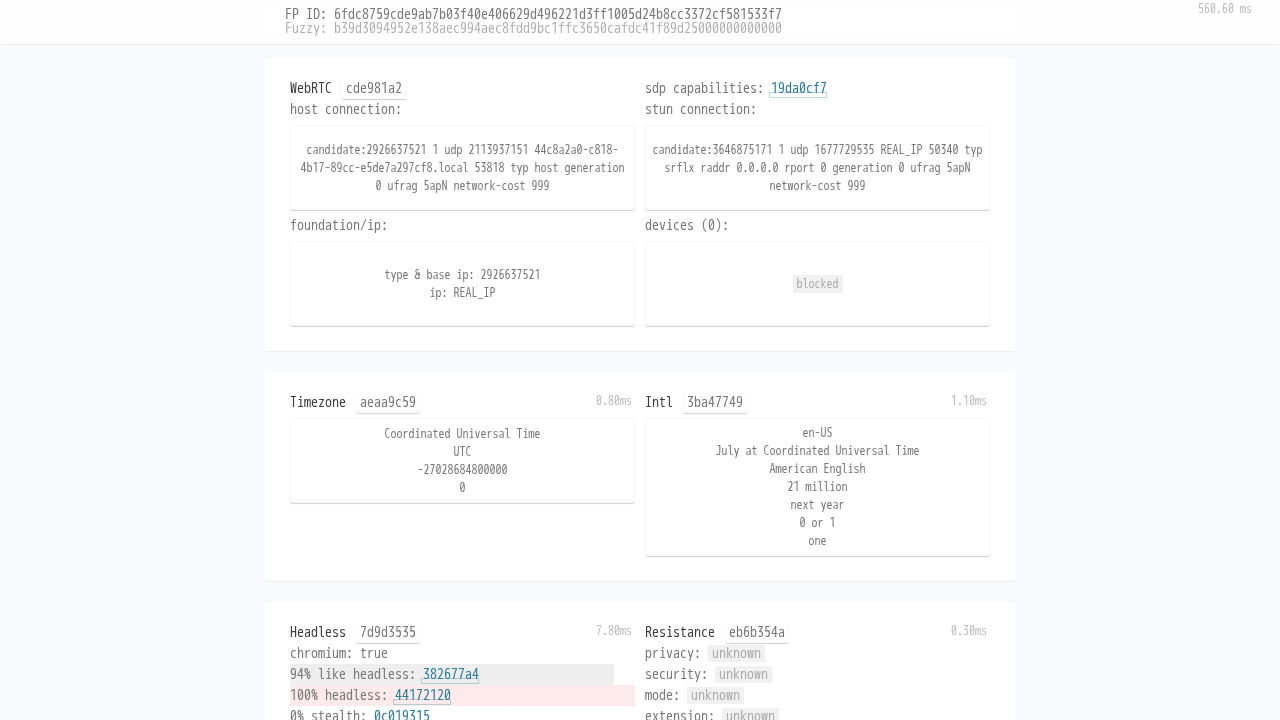 FP ID: 6fdc8759cde9ab7b03f40e406629d496221d3ff1005d24b8cc3372cf581533f7
Fuzzy: b39d3094952e138aec994aec8fdd9bc1ffc3650cafdc41f89d25000000000000
560.60 ms
WebRTC cde981a2
host connection:
candidate:2926637521 1 udp 2113937151 44c8a2a0-c818-
4b17-89cc-e5de7a297cf8.local 53818 typ host generation
0 ufrag 5apN network-cost 999
foundation/ip:
type & base ip: 2926637521
ip: REAL_IP
sdp capabilities: 19da0cf7
stun connection:
candidate:3646875171 1 udp 1677729535 REAL_IP 50340 typ
srflx raddr 0.0.0.0 rport 0 generation 0 ufrag 5apN
network-cost 999
devices (0):
blocked
Timezone aeaa9c59 0.80ms
Coordinated Universal Time
UTC
-27028684800000
0
Intl 3ba47749 1.10ms
en-US
July at Coordinated Universal Time
American English
21 million
next year
0 or 1
one
Headless 7d9d3535 7.80ms
chromium: true
94% like headless: 382677a4
100% headless: 44172120
0% stealth: 0c019315
Resistance eb6b354a 0.30ms
privacy: unknown
security: unknown
mode: unknown
extension: unknown